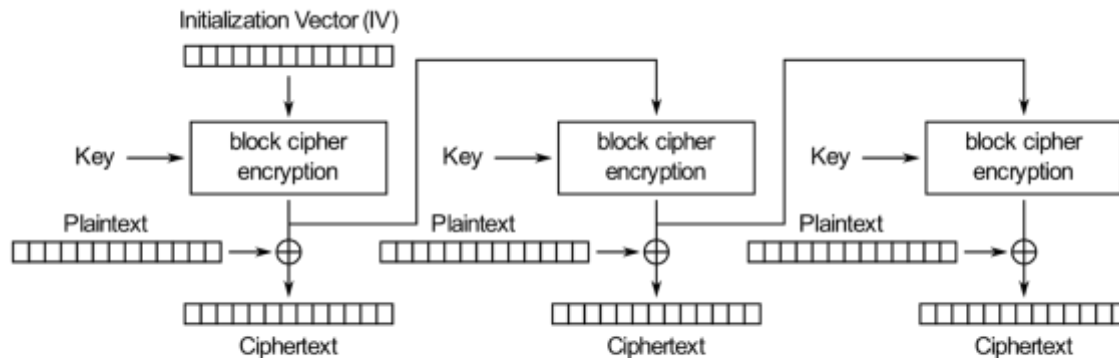 Initialization Vector (IV)
block cipher
encryption
Key
Plaintext
Ciphertext
block cipher
encryption
Key
Plaintext
Ciphertext
block cipher
encryption
Key
Plaintext
Ciphertext